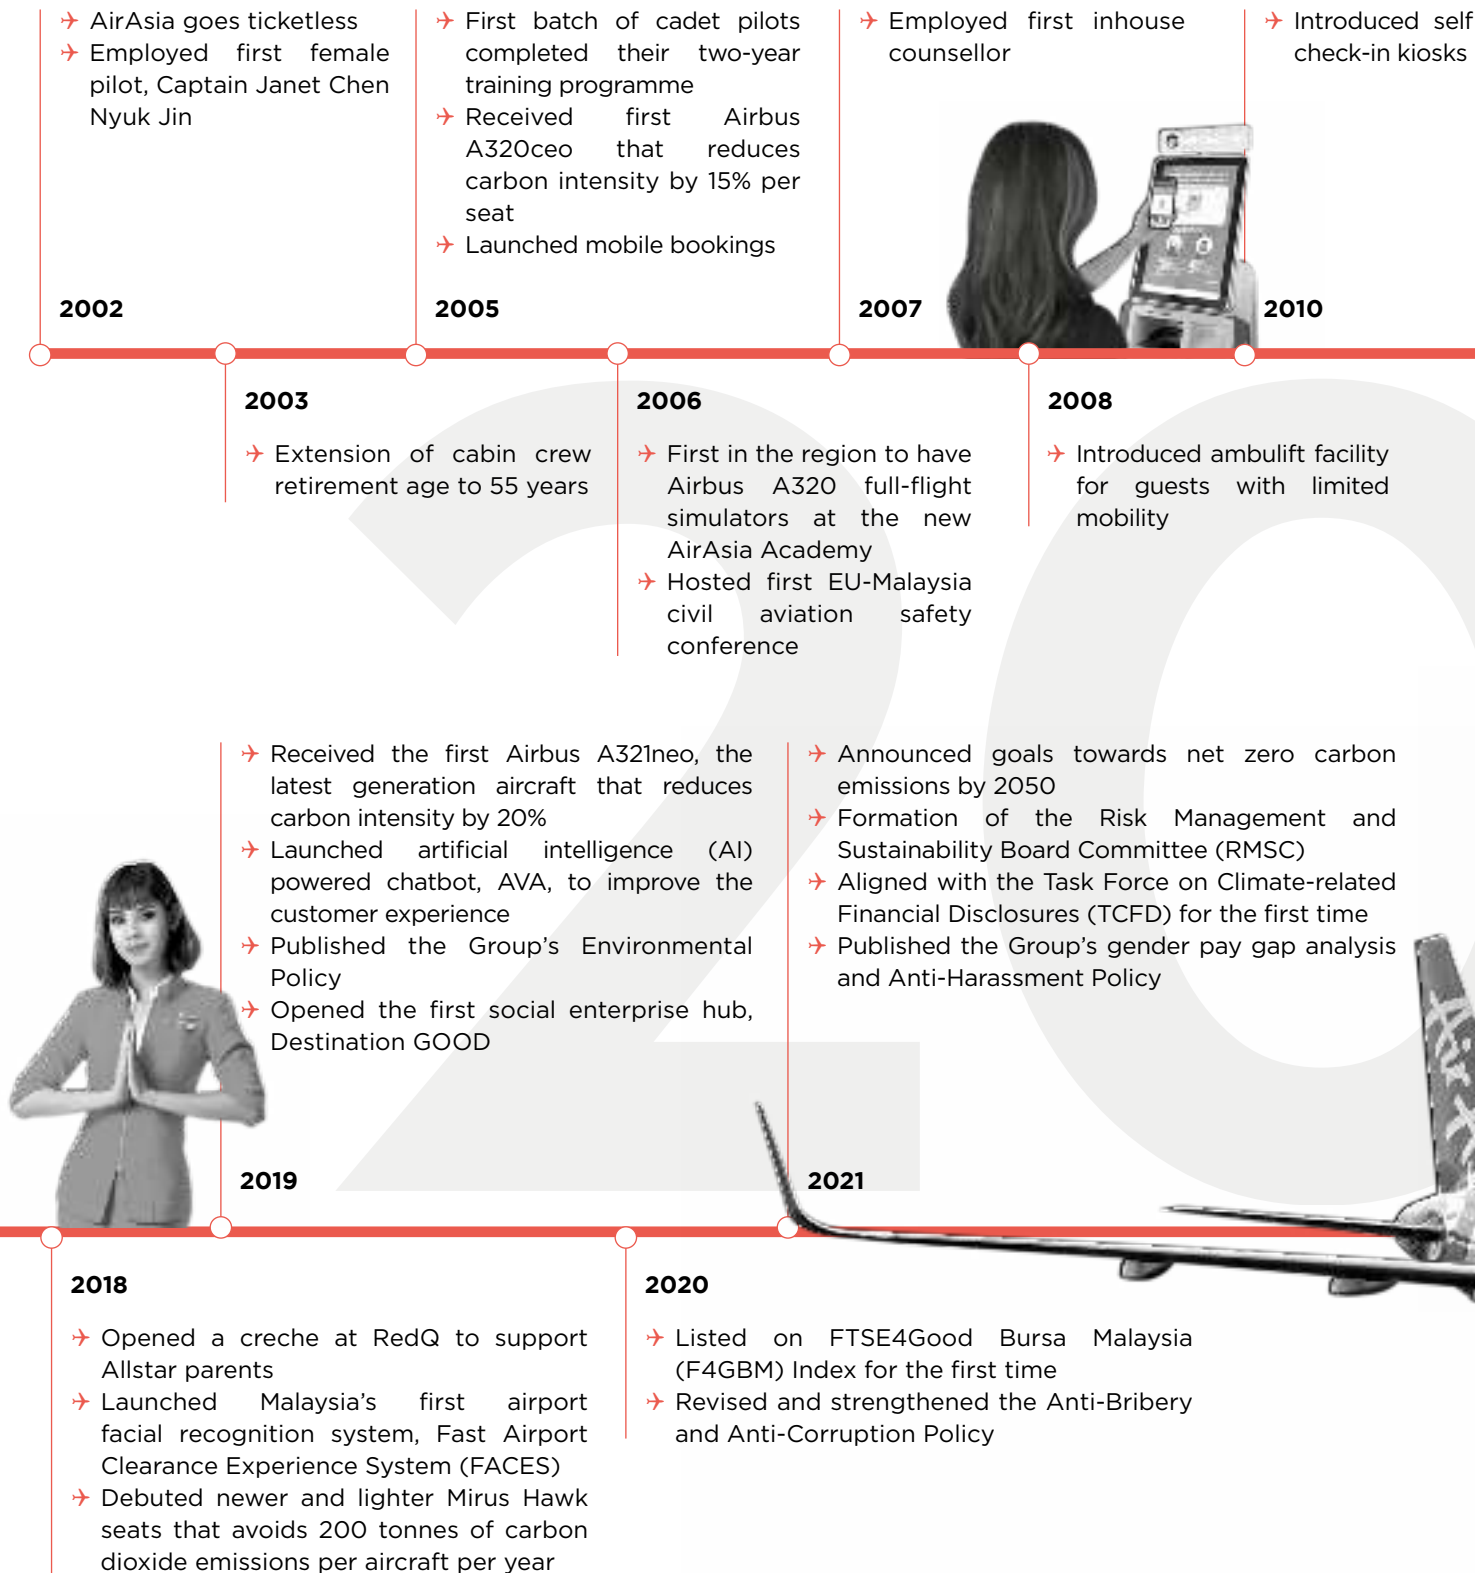 AirAsia goes ticketless
Employed first female
pilot, Captain Janet Chen
Nyuk Jin
2002
First batch of cadet pilots
completed their two-year
training programme
Received first Airbus
A320ceo that reduces
carbon intensity by 15% per
seat
Launched mobile bookings
2005
Employed first inhouse
counsellor
2007
Introduced self
check-in kiosks
2010
2003
Extension of cabin crew
retirement age to 55 years
2006
First in the region to have
Airbus A320 full-flight
simulators at the new
AirAsia Academy
Hosted first EU-Malaysia
civil aviation safety
conference
2008
Introduced ambulift facility
for guests with limited
mobility
20
Received the first Airbus A321neo, the
latest generation aircraft that reduces
carbon intensity by 20%
Launched artificial intelligence (AI)
powered chatbot, AVA, to improve the
customer experience
Published the Group's Environmental
Policy
Opened the first social enterprise hub,
Destination GOOD
2019
Announced goals towards net zero carbon
emissions by 2050
Formation of the Risk Management and
Sustainability Board Committee (RMSC)
Aligned with the Task Force on Climate-related
Financial Disclosures (TCFD) for the first time
Published the Group's gender pay gap analysis
and Anti-Harassment Policy
2021
Air
2018
Opened a creche at RedQ to support
Allstar parents
Launched Malaysia's first airport
facial recognition system, Fast Airport
Clearance Experience System (FACES)
Debuted newer and lighter Mirus Hawk
seats that avoids 200 tonnes of carbon
dioxide emissions per aircraft per year
2020
Listed on FTSE4Good Bursa Malaysia
(F4GBM) Index for the first time
Revised and strengthened the Anti-Bribery
and Anti-Corruption Policy